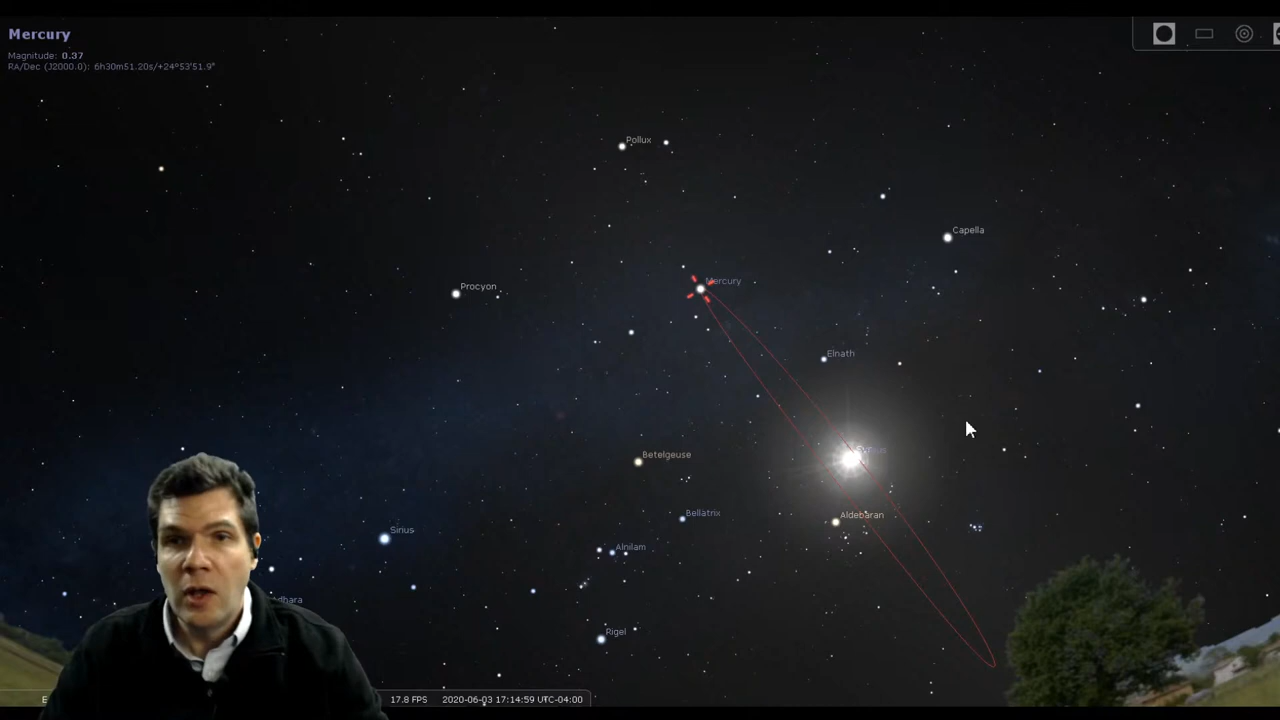 Mercury
Magnitude: 0.37
RA/Dec (J2000.0): 6h30m51.20s/+24°53'51.9"
Pollux
Capella
Mercury
Procyon
Elnath
Betelgeuse
Bellatrix
Aldebaran
Sirius
Alnilam
dhara
Rigel
E
17.8 FPS
2020-06-03 17:14:59 UTC-04:00